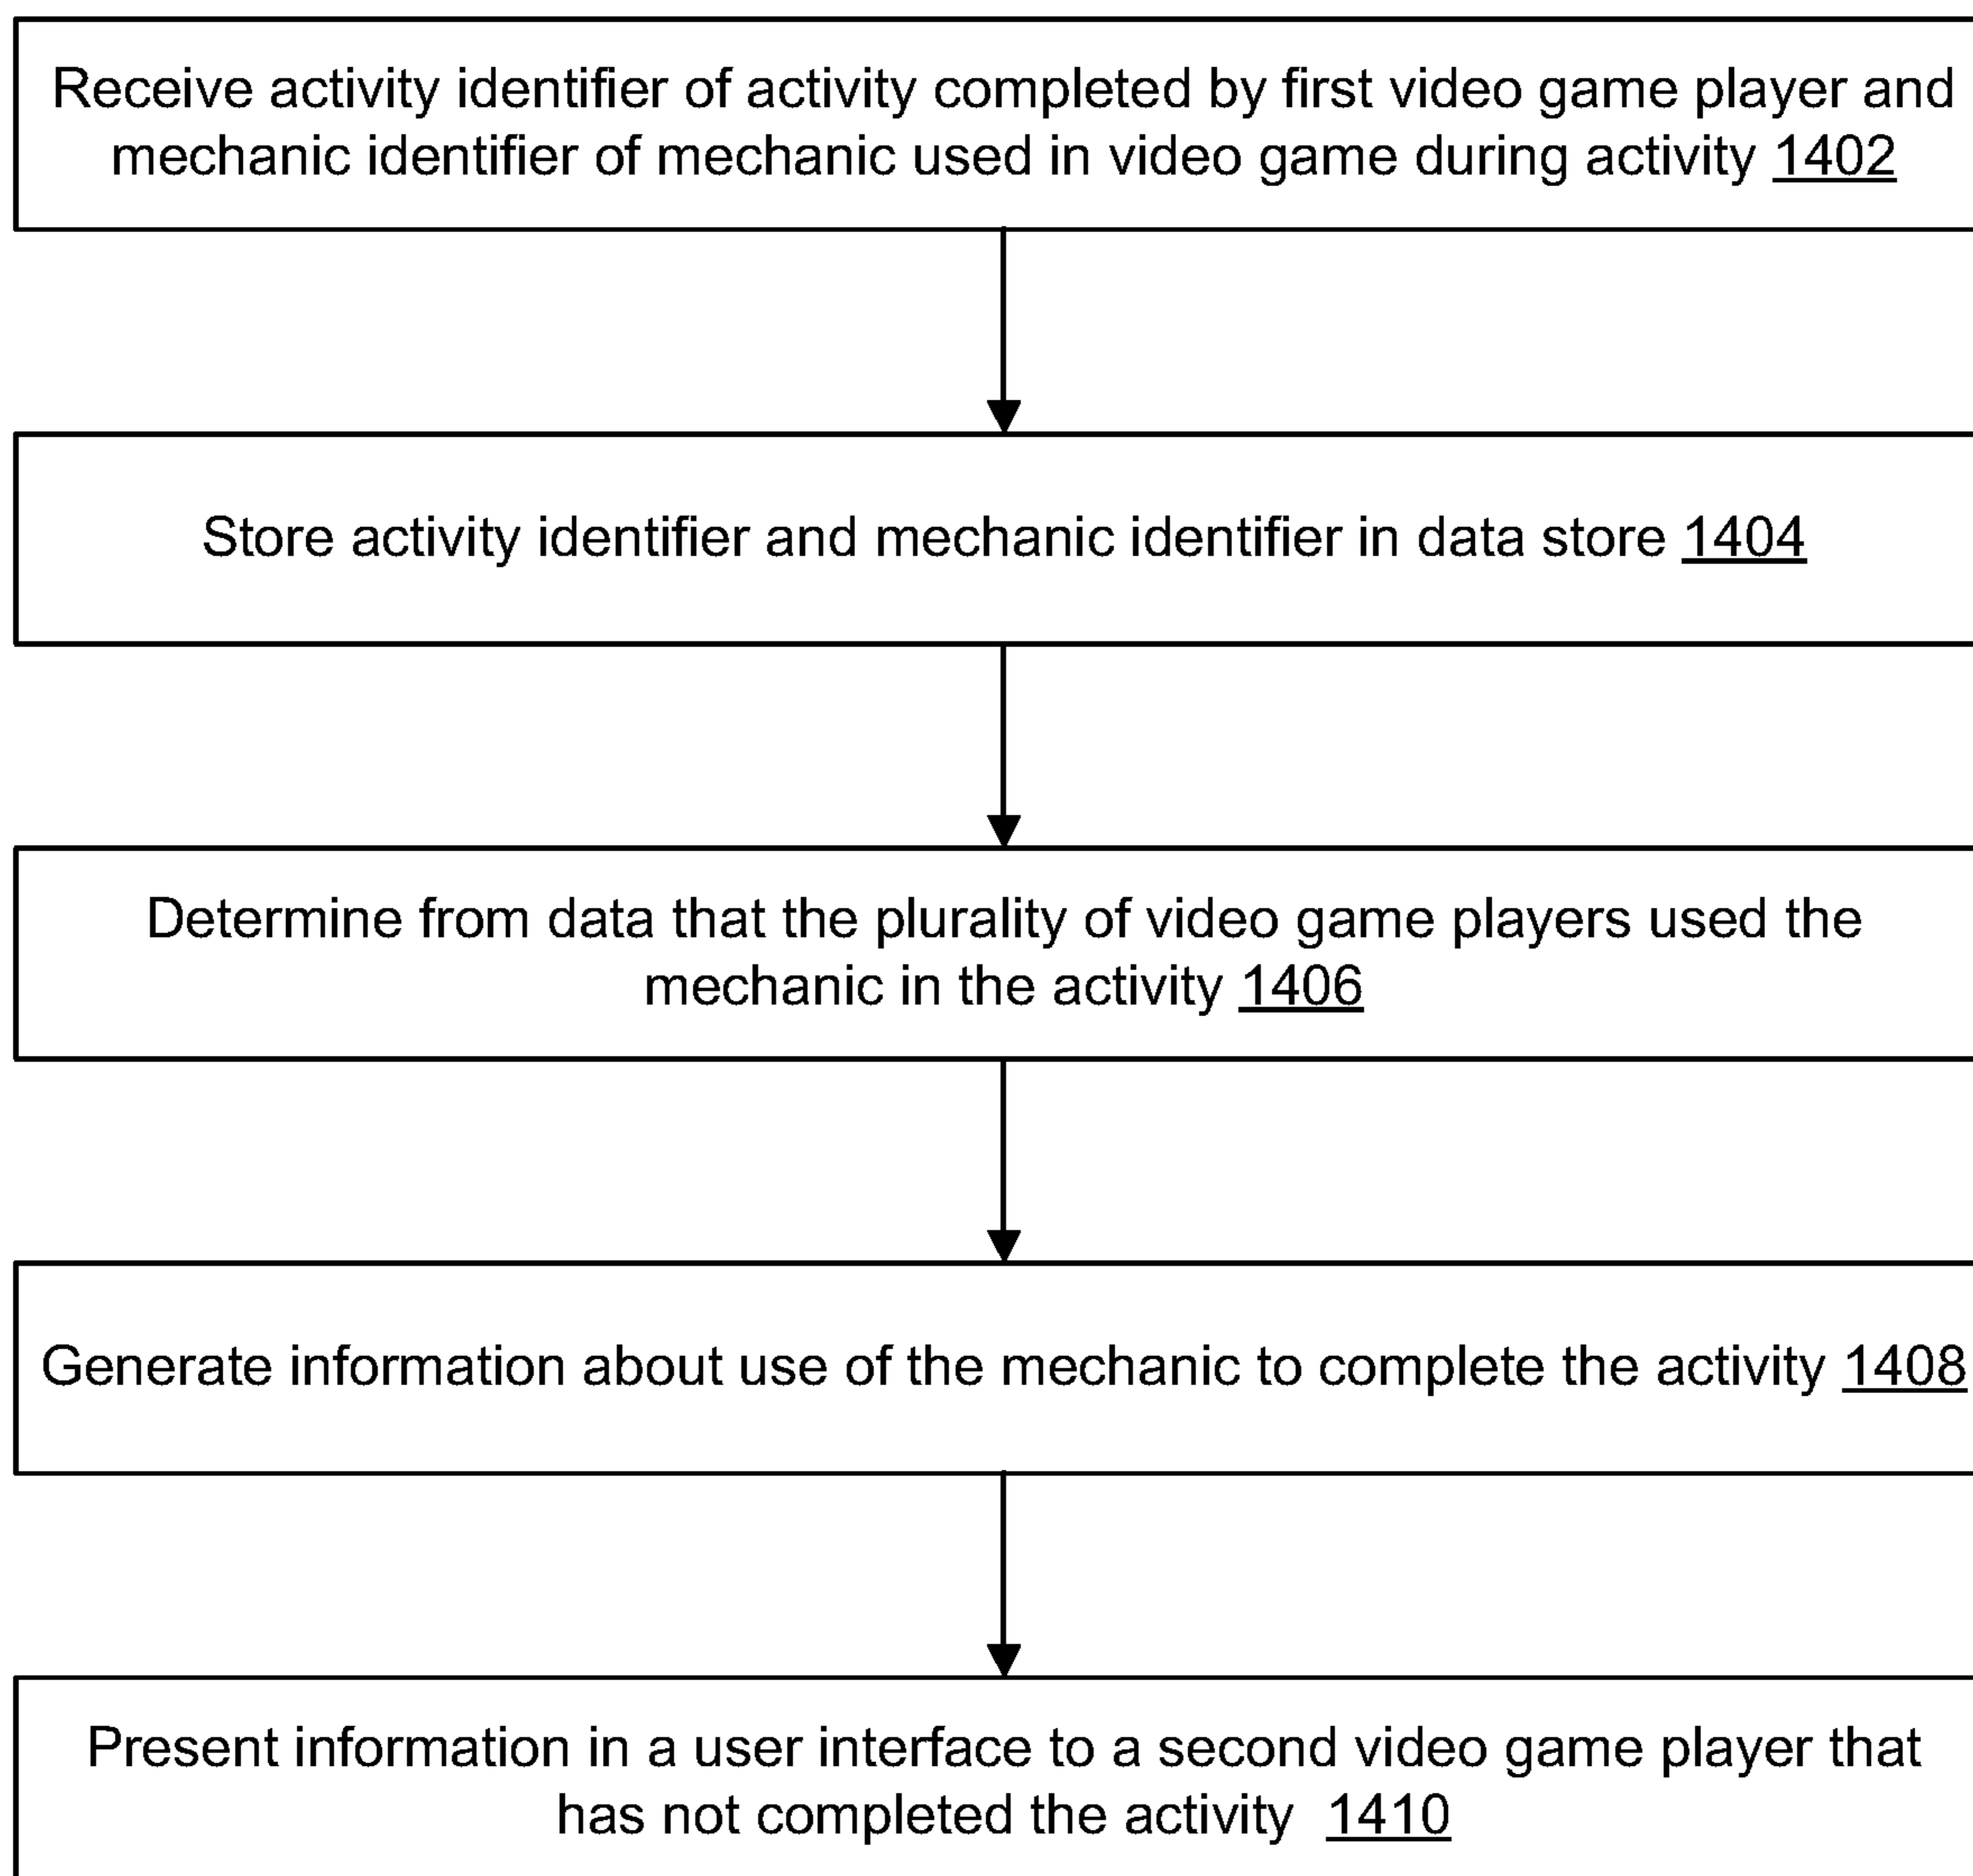 Receive activity identifier of activity completed by first video game player and
mechanic identifier of mechanic used in video game during activity 1402
Store activity identifier and mechanic identifier in data store 1404
Determine from data that the plurality of video game players used the
mechanic in the activity 1406
Generate information about use of the mechanic to complete the activity 1408
Present information in a user interface to a second video game player that
has not completed the activity 1410